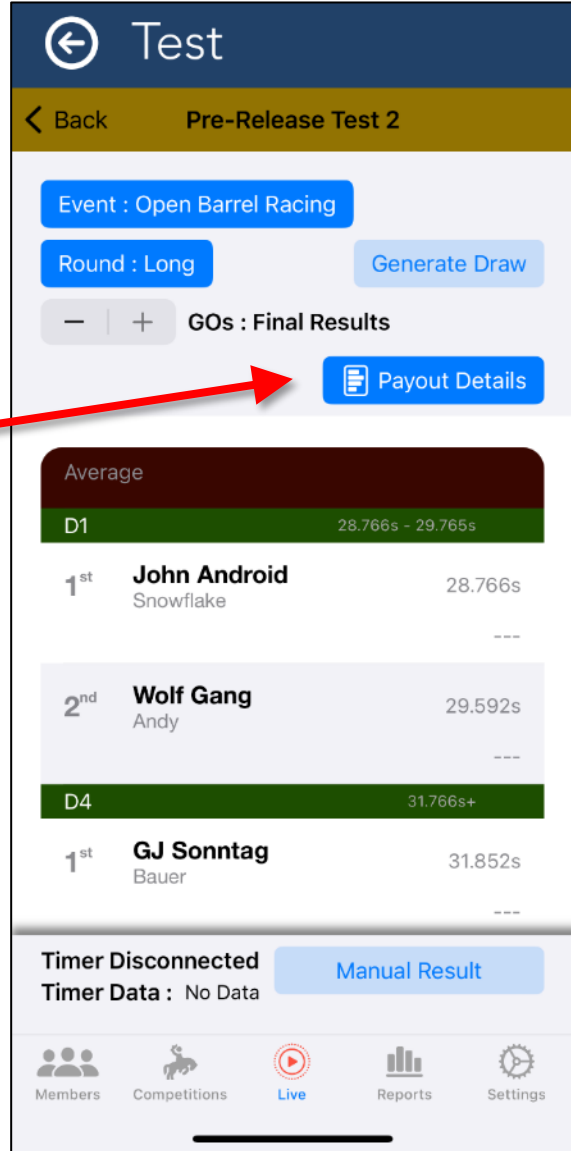 Test
Back Pre-Release Test 2
Event : Open Barrel Racing
Round : Long Generate Draw
− + GOs : Final Results
Payout Details
Average
D1 28.766s - 29.765s
1st John Android 28.766s
Snowflake
---
2nd Wolf Gang 29.592s
Andy
---
D4 31.766s+
1st GJ Sonntag 31.852s
Bauer
---
Timer Disconnected Manual Result
Timer Data : No Data
Members Competitions Live Reports Settings